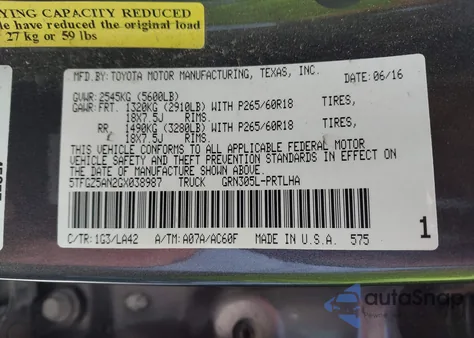 YING CAPACITY REDUCED
le have reduced the original load
27 kg or 59 lbs
MFD.BY: TOYOTA MOTOR MANUFACTURING, TEXAS, INC.
DATE: 06/16
GVWR: 2545KG (5600LB)
GAWR: FRT. 1320KG (2910LB) WITH P265/60R18 TIRES,
18X7.5J RIMS.
RR. 1490KG (3280LB) WITH P265/60R18 TIRES,
18X7.5J RIMS.
THIS VEHICLE CONFORMS TO ALL APPLICABLE FEDERAL MOTOR
VEHICLE SAFETY AND THEFT PREVENTION STANDARDS IN EFFECT ON
THE DATE OF MANUFACTURE SHOWN ABOVE.
5TFGZ5AN2GX038987 TRUCK GRN305L-PRTLHA
C/TR: 1G3/LA42 A/TM: A07A/AC60F MADE IN U.S.A. 575
1
autoSnap